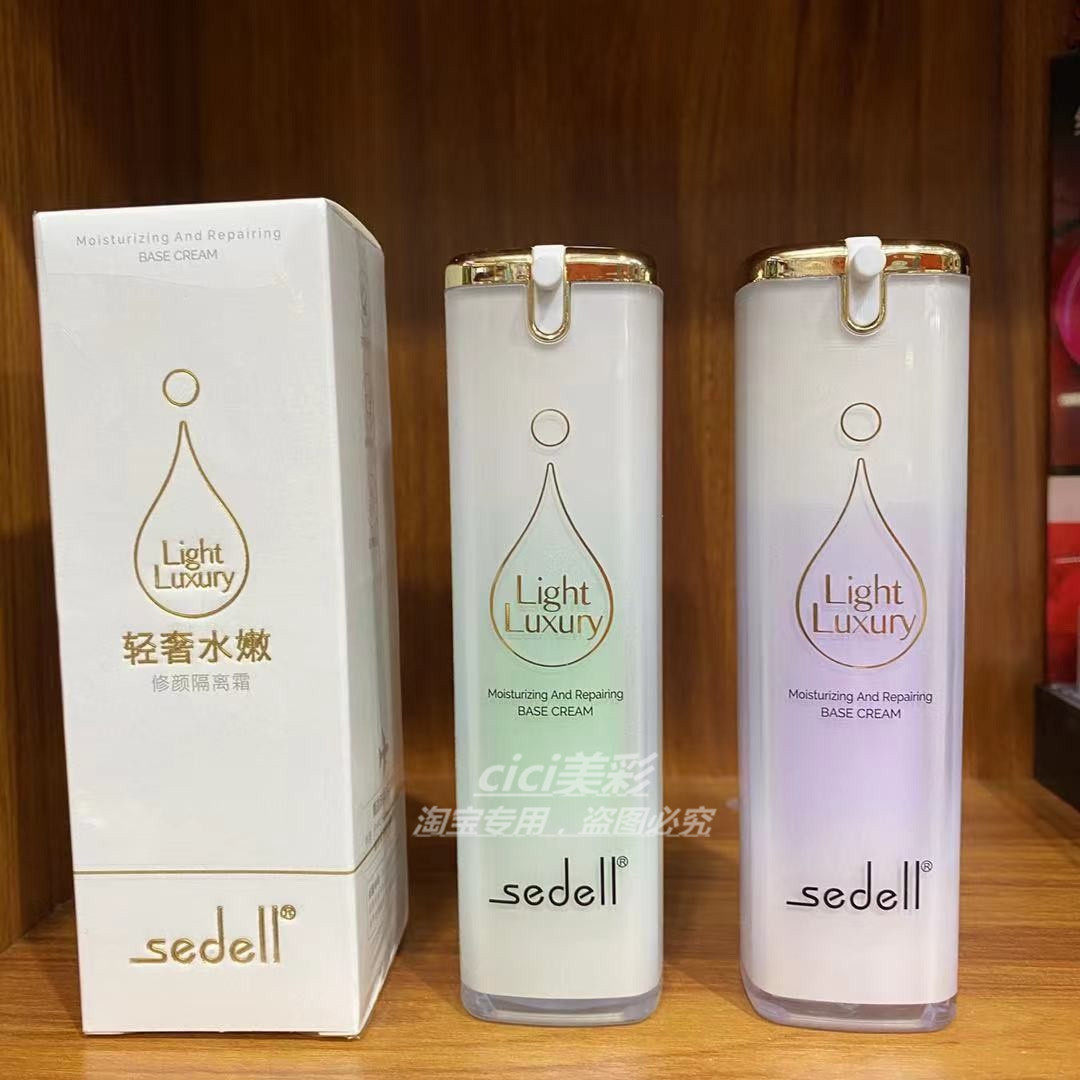 Moisturizing And Repairing
BASE CREAM
Light
Luxury
轻奢水嫩
修颜隔离霜
sedell®
Light
Luxury
Moisturizing And Repairing
BASE CREAM
sedell®
Light
Luxury
Moisturizing And Repairing
BASE CREAM
sedell®
cici美彩
淘宝专用，盗图必究